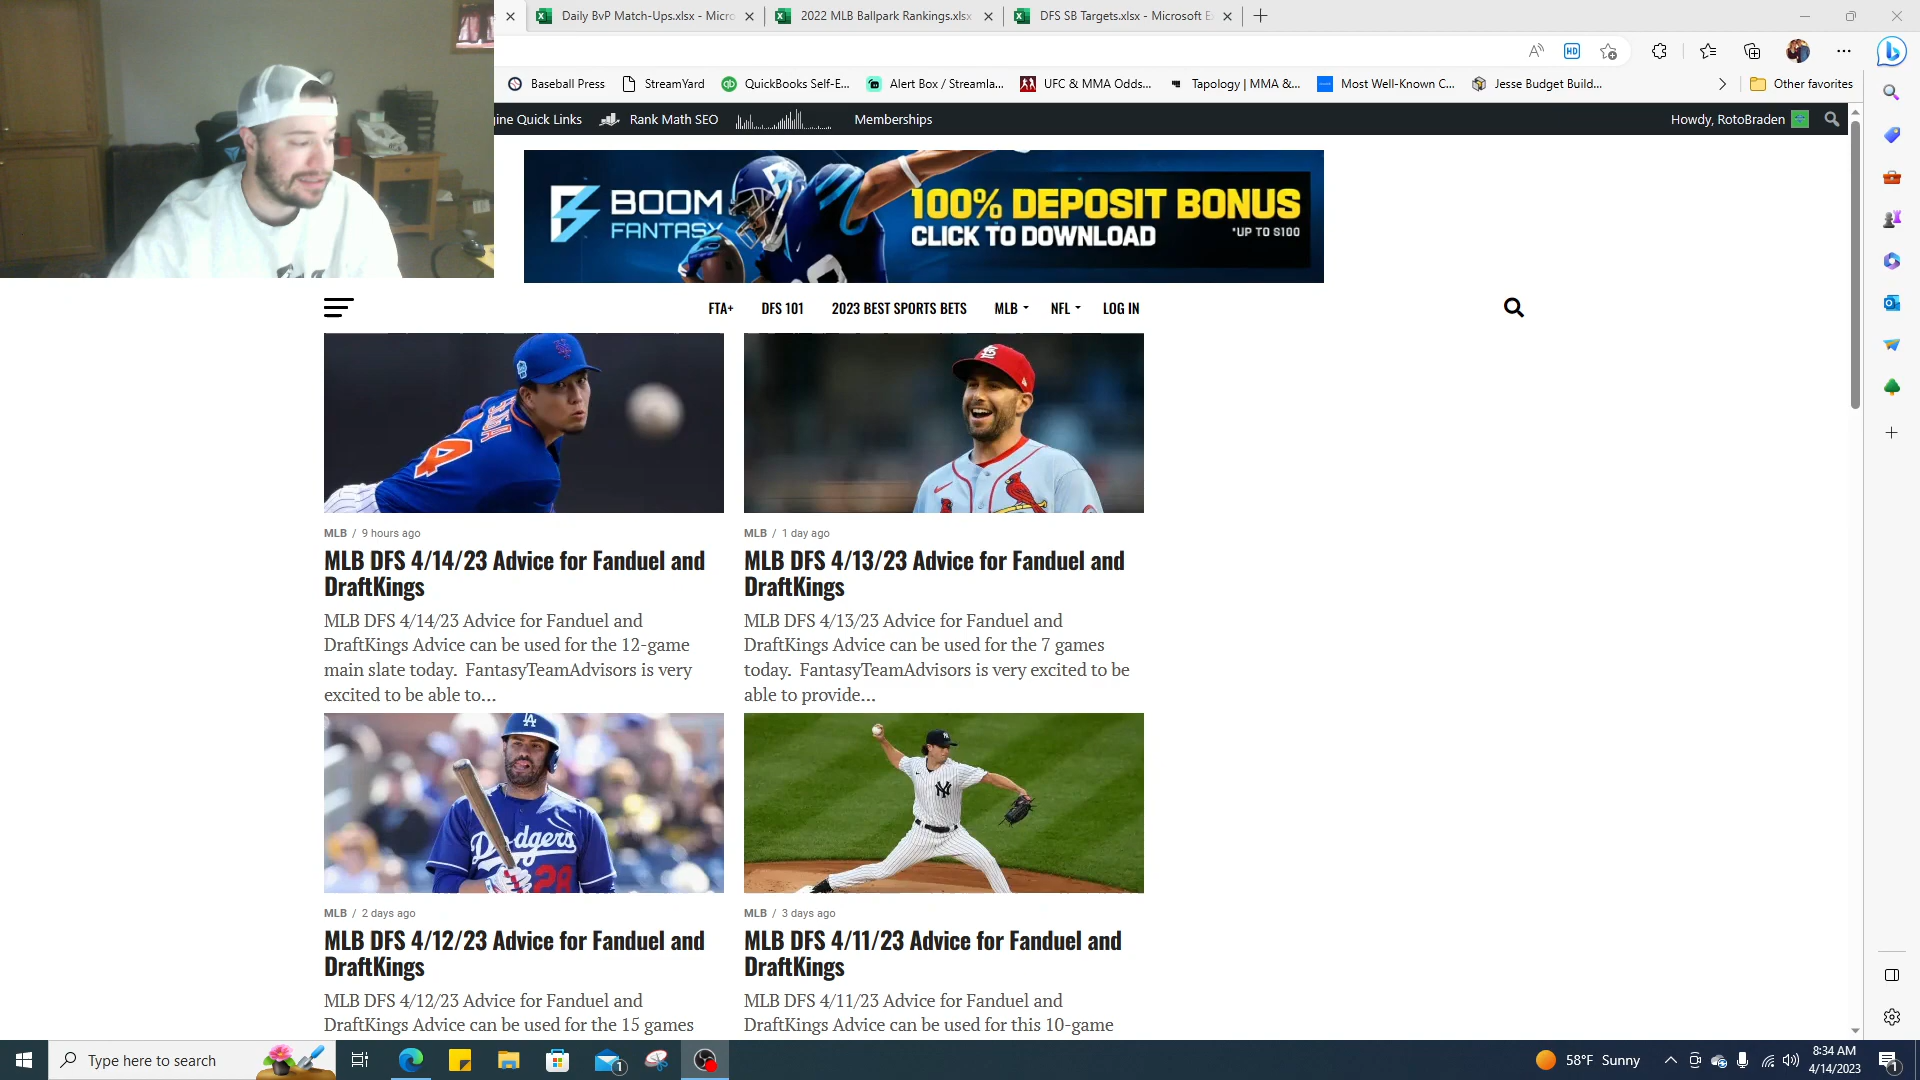 Daily BvP Match-Ups.xlsx - Micro
2022 MLB Ballpark Rankings.xlsx
DFS SB Targets.xlsx - Microsoft E
HD
Baseball Press
StreamYard
QuickBooks Self-E...
Alert Box / Streamla...
UFC & MMA Odds...
Tapology | MMA &...
Most Well-Known C...
Jesse Budget Build...
Other favorites
ine Quick Links
Rank Math SEO
Memberships
Howdy, RotoBraden
BOOM
FANTASY
100% DEPOSIT BONUS
CLICK TO DOWNLOAD
*UP TO $100
FTA+
DFS 101
2023 BEST SPORTS BETS
MLB
NFL
LOG IN
MLB / 9 hours ago
MLB DFS 4/14/23 Advice for Fanduel and
DraftKings
MLB DFS 4/14/23 Advice for Fanduel and
DraftKings Advice can be used for the 12-game
main slate today. FantasyTeamAdvisors is very
excited to be able to...
MLB / 1 day ago
MLB DFS 4/13/23 Advice for Fanduel and
DraftKings
MLB DFS 4/13/23 Advice for Fanduel and
DraftKings Advice can be used for the 7 games
today. FantasyTeamAdvisors is very excited to be
able to provide...
LA
Dodgers
28
MLB / 2 days ago
MLB DFS 4/12/23 Advice for Fanduel and
DraftKings
MLB DFS 4/12/23 Advice for Fanduel and
DraftKings Advice can be used for the 15 games
MLB / 3 days ago
MLB DFS 4/11/23 Advice for Fanduel and
DraftKings
MLB DFS 4/11/23 Advice for Fanduel and
DraftKings Advice can be used for this 10-game
Type here to search
1
58°F Sunny
8:34 AM
4/14/2023
1